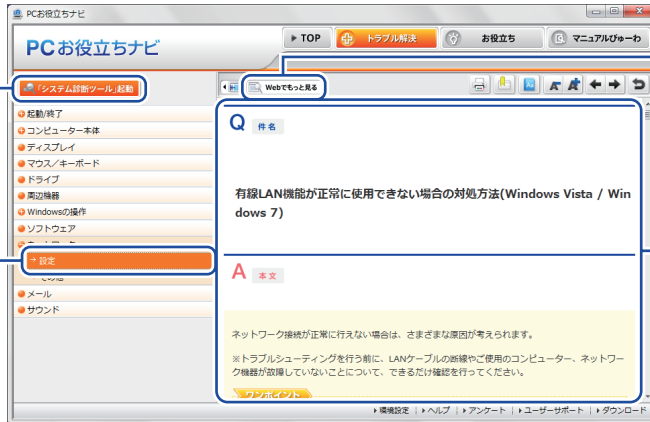 PCお役立ちナビ
PCお役立ちナビ
TOP
トラブル解決
お役立ち
マニュアルびゅーわ
「システム診断ツール」起動
Webでもっと見る
起動/終了
コンピューター本体
ディスプレイ
マウス/キーボード
ドライブ
周辺機器
Windowsの操作
ソフトウェア
設定
その他
メール
サウンド
Q 件名
有線LAN機能が正常に使用できない場合の対処方法(Windows Vista / Win
dows 7)
A 本文
ネットワーク接続が正常に行えない場合は、さまざまな原因が考えられます。
※トラブルシューティングを行う前に、LANケーブルの断線やご使用のコンピューター、ネットワー
ク機器が故障していないことについて、できるだけ確認を行ってください。
ワンポイント
環境設定 | ヘルプ | アンケート | ユーザーサポート | ダウンロード